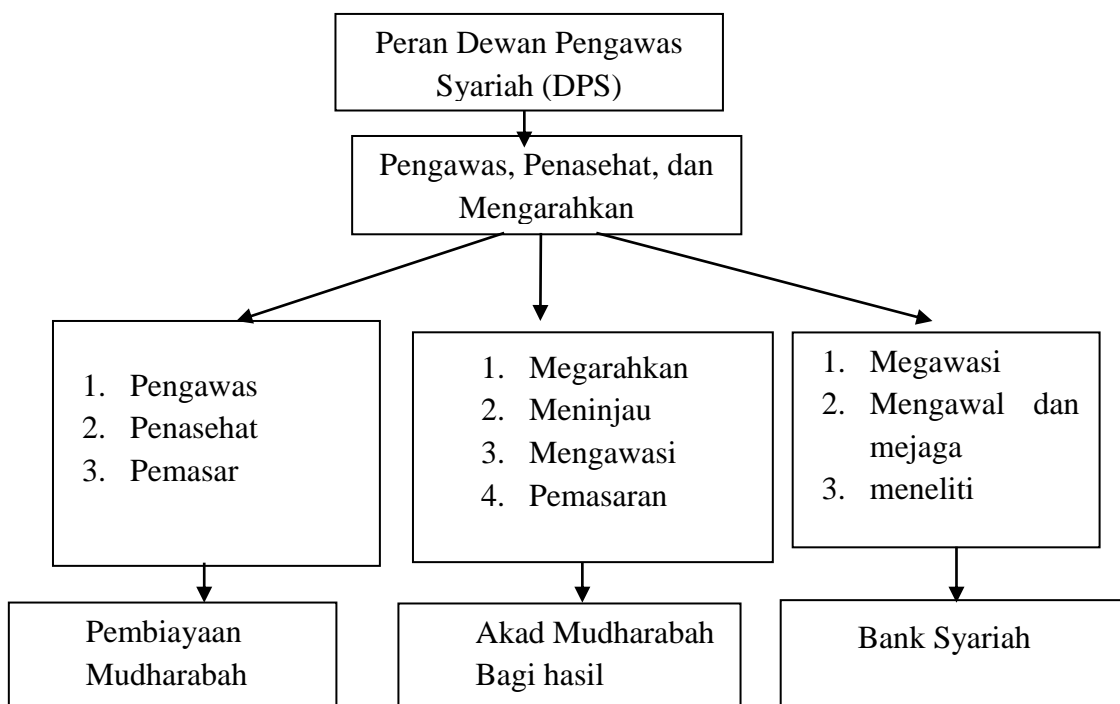 Peran Dewan Pengawas
Syariah (DPS)
Pengawas, Penasehat, dan
Mengarahkan
1. Pengawas
2. Penasehat
3. Pemasar
1. Megarahkan
2. Meninjau
3. Mengawasi
4. Pemasaran
1. Megawasi
2. Mengawal dan
mejaga
3. meneliti
Pembiayaan
Mudharabah
Akad Mudharabah
Bagi hasil
Bank Syariah